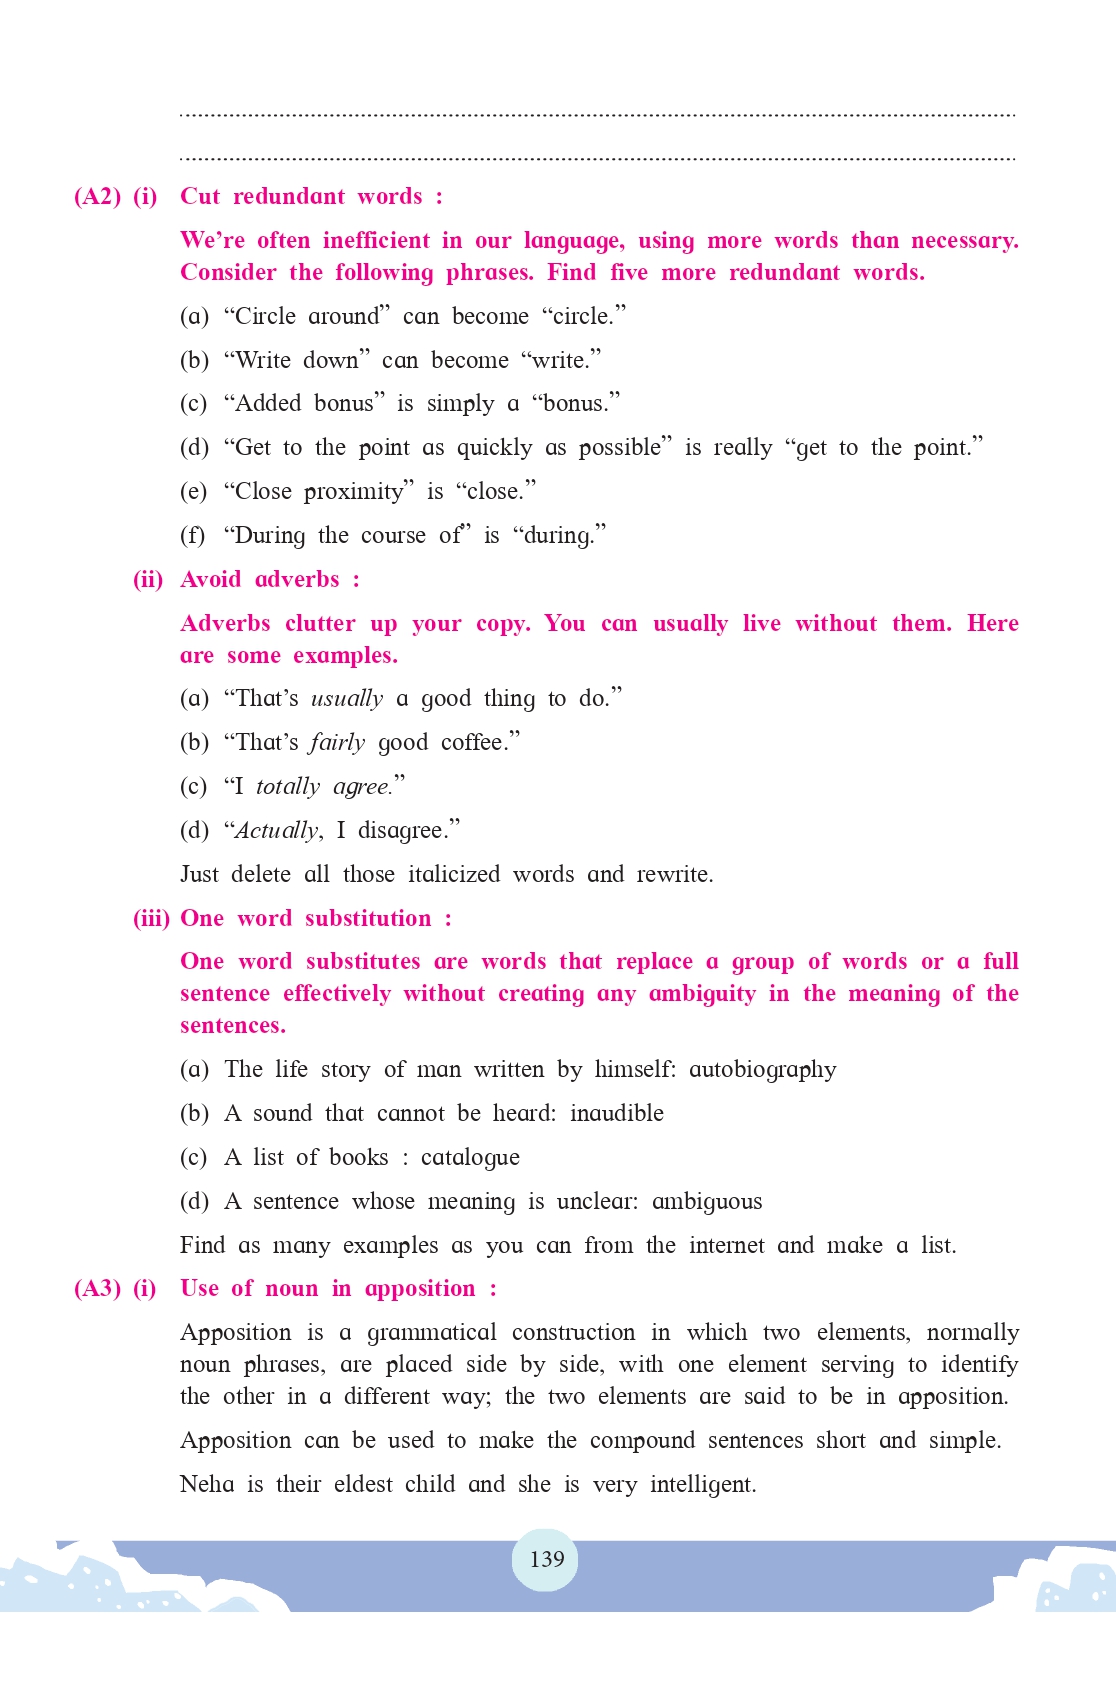 (A2) (i) Cut redundant words :
We’re often inefficient in our language, using more words than necessary.
Consider the following phrases. Find five more redundant words.
(a) “Circle around” can become “circle.”
(b) “Write down” can become “write.”
(c) “Added bonus” is simply a “bonus.”
(d) “Get to the point as quickly as possible” is really “get to the point.”
(e) “Close proximity” is “close.”
(f) “During the course of” is “during.”
(ii) Avoid adverbs :
Adverbs clutter up your copy. You can usually live without them. Here
are some examples.
(a) “That’s usually a good thing to do.”
(b) “That’s fairly good coffee.”
(c) “I totally agree.”
(d) “Actually, I disagree.”
Just delete all those italicized words and rewrite.
(iii) One word substitution :
One word substitutes are words that replace a group of words or a full
sentence effectively without creating any ambiguity in the meaning of the
sentences.
(a) The life story of man written by himself: autobiography
(b) A sound that cannot be heard: inaudible
(c) A list of books : catalogue
(d) A sentence whose meaning is unclear: ambiguous
Find as many examples as you can from the internet and make a list.
(A3) (i) Use of noun in apposition :
Apposition is a grammatical construction in which two elements, normally
noun phrases, are placed side by side, with one element serving to identify
the other in a different way; the two elements are said to be in apposition.
Apposition can be used to make the compound sentences short and simple.
Neha is their eldest child and she is very intelligent.
139